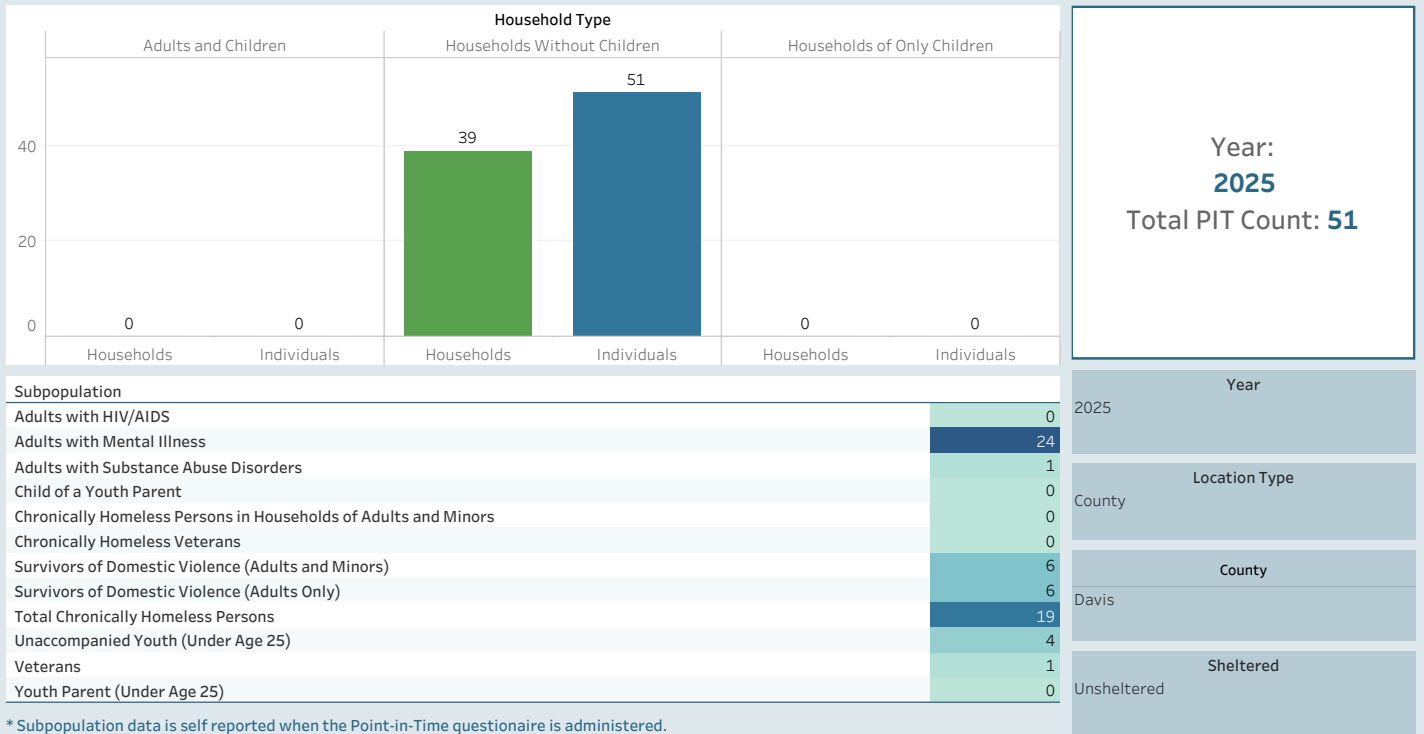 Household Type
Adults and Children Households Without Children Households of Only Children
51
39
40
20
0
0 0 0 0
Households Individuals Households Individuals Households Individuals
Year:
2025
Total PIT Count: 51
Subpopulation
Adults with HIV/AIDS 0
Adults with Mental Illness 24
Adults with Substance Abuse Disorders 1
Child of a Youth Parent 0
Chronically Homeless Persons in Households of Adults and Minors 0
Chronically Homeless Veterans 0
Survivors of Domestic Violence (Adults and Minors) 6
Survivors of Domestic Violence (Adults Only) 6
Total Chronically Homeless Persons 19
Unaccompanied Youth (Under Age 25) 4
Veterans 1
Youth Parent (Under Age 25) 0
* Subpopulation data is self reported when the Point-in-Time questionaire is administered.
Year
2025
Location Type
County
County
Davis
Sheltered
Unsheltered